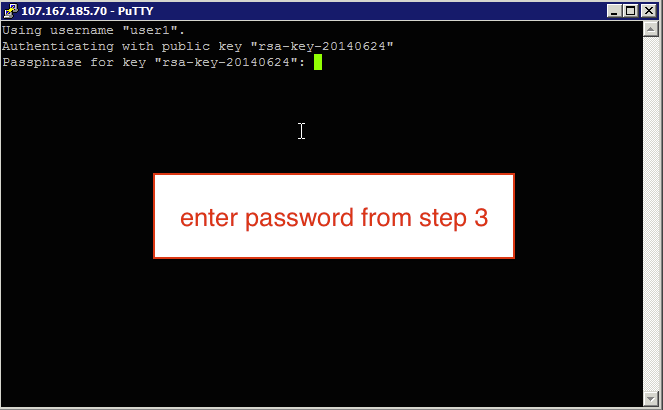 107.167.185.70 - PuTTY
Using username "user1".
Authenticating with public key "rsa-key-20140624"
Passphrase for key "rsa-key-20140624":
enter password from step 3